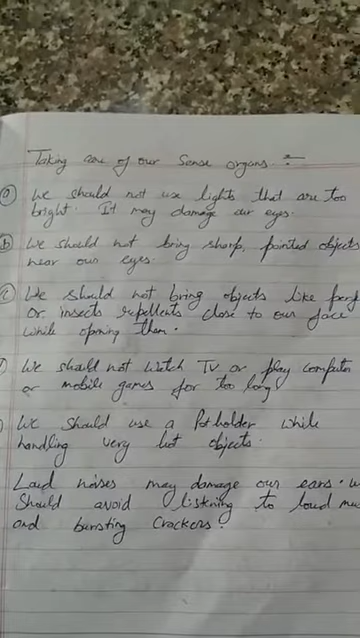 Taking care of our Sense organs :-
(a) We should not use lights that are too
bright. It may damage our eyes.
(b) We should not bring sharp, pointed objects
near our eyes.
(c) We should not bring objects like
or insects repellents close to our face
while opning them.
We should not watch TV or play computer
or mobile games for too long
We should use a Potholder while
handling very hot objects.
Loud noises may damage our ears.
should avoid listning to loud
and bursting Crackers.